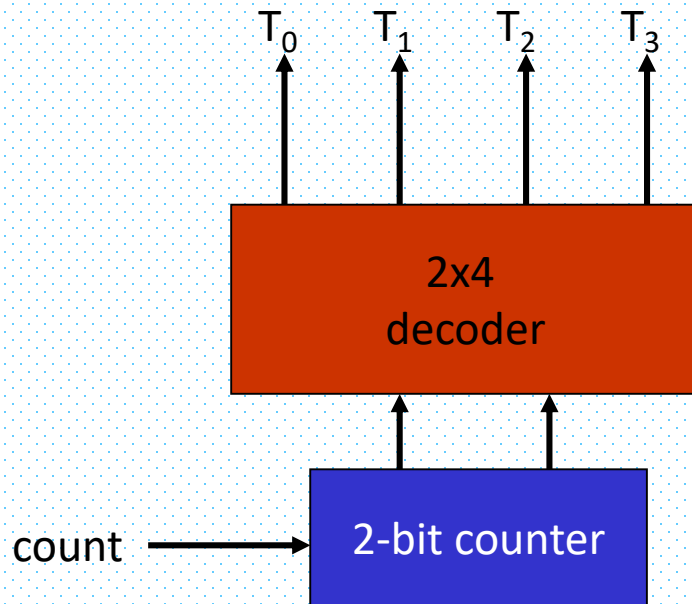 T₀ T₁ T₂ T₃
2x4
decoder
2-bit counter
count